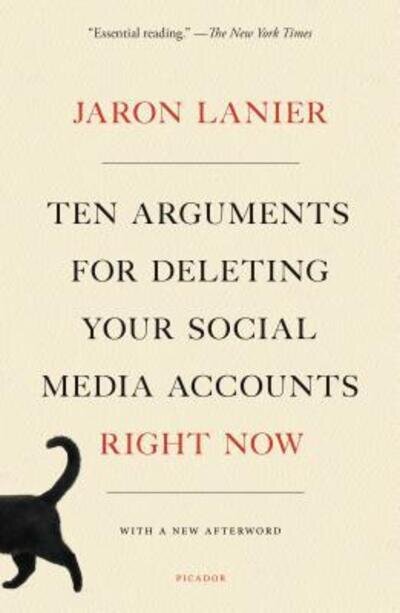 “Essential reading.” —The New York Times
JARON LANIER
TEN ARGUMENTS
FOR DELETING
YOUR SOCIAL
MEDIA ACCOUNTS
RIGHT NOW
WITH A NEW AFTERWORD
PICADOR